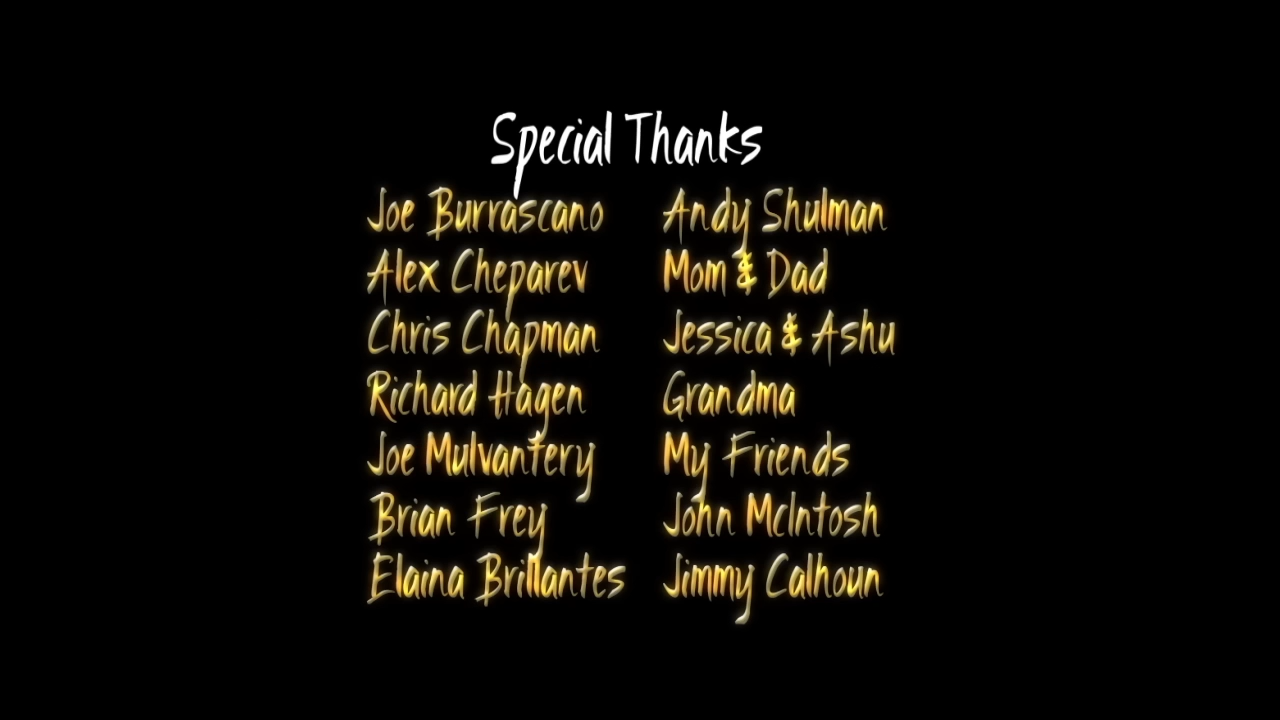 Special Thanks
Joe Burrascano
Alex Cheparev
Chris Chapman
Richard Hagen
Joe Mulvantery
Brian Frey
Elaina Brillantes
Andy Shulman
Mom & Dad
Jessica & Ashu
Grandma
My Friends
John McIntosh
Jimmy Calhoun